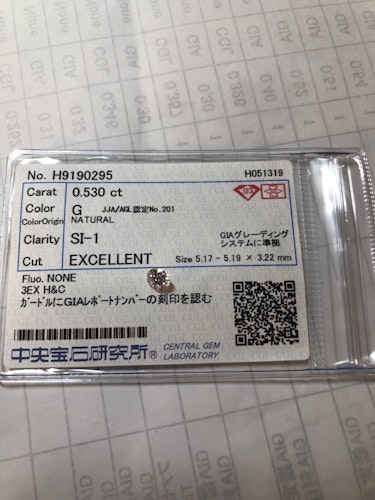 No. H9190295 H051319
Carat 0.530 ct
Color G JJA/AGL認定No.201
ColorOrigin NATURAL
Clarity SI-1 GIAグレーディング
システムに準拠
Cut EXCELLENT Size 5.17 - 5.19 × 3.22 mm
Fluo. NONE
3EX H&C
ガードルにGIAレポートナンバーの刻印を認む
中央宝石研究所® CENTRAL GEM
LABORATORY